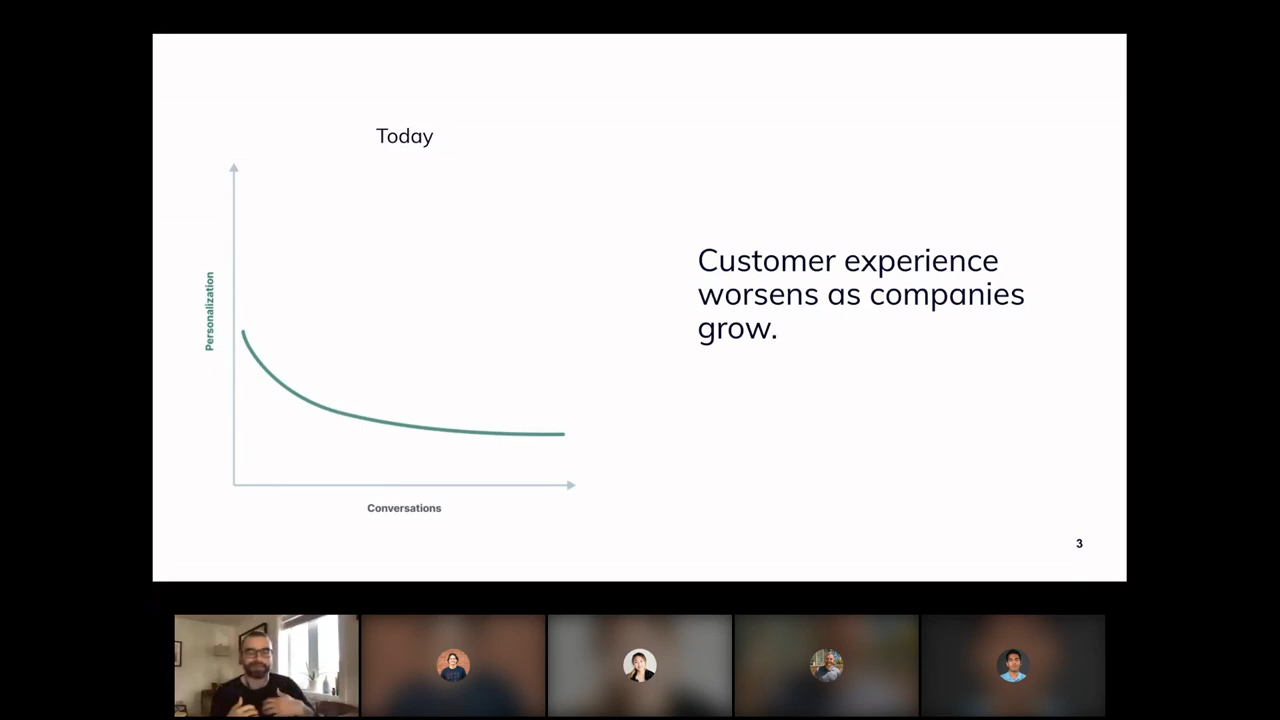 Today
Personalization
Conversations
Customer experience
worsens as companies
grow.
3